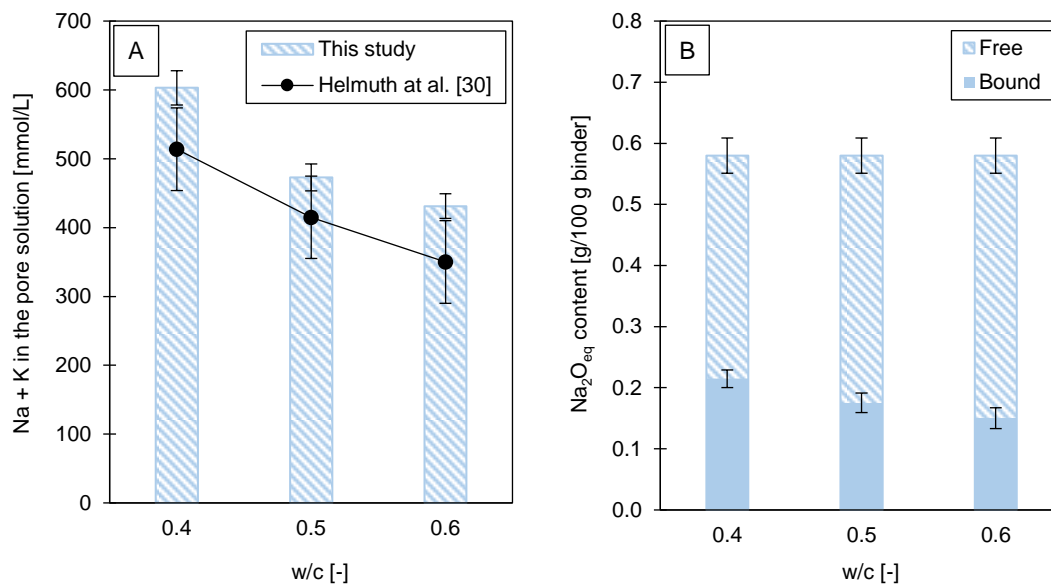 A
This study
Helmuth at al. [30]
Na + K in the pore solution [mmol/L]
700
600
500
400
300
200
100
0
0.4
0.5
0.6
w/c [-]
B
Free
Bound
Na₂Oeq content [g/100 g binder]
0.8
0.7
0.6
0.5
0.4
0.3
0.2
0.1
0.0
0.4
0.5
0.6
w/c [-]